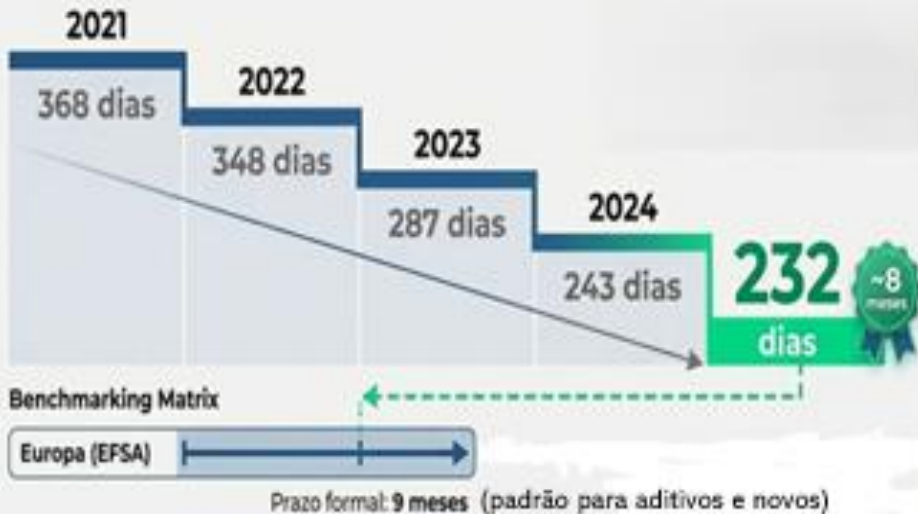 2021
368 dias
2022
348 dias
2023
287 dias
2024
243 dias
232
dias
~8
meses
Benchmarking Matrix
Europa (EFSA)
Prazo formal: 9 meses (padrão para aditivos e novos)